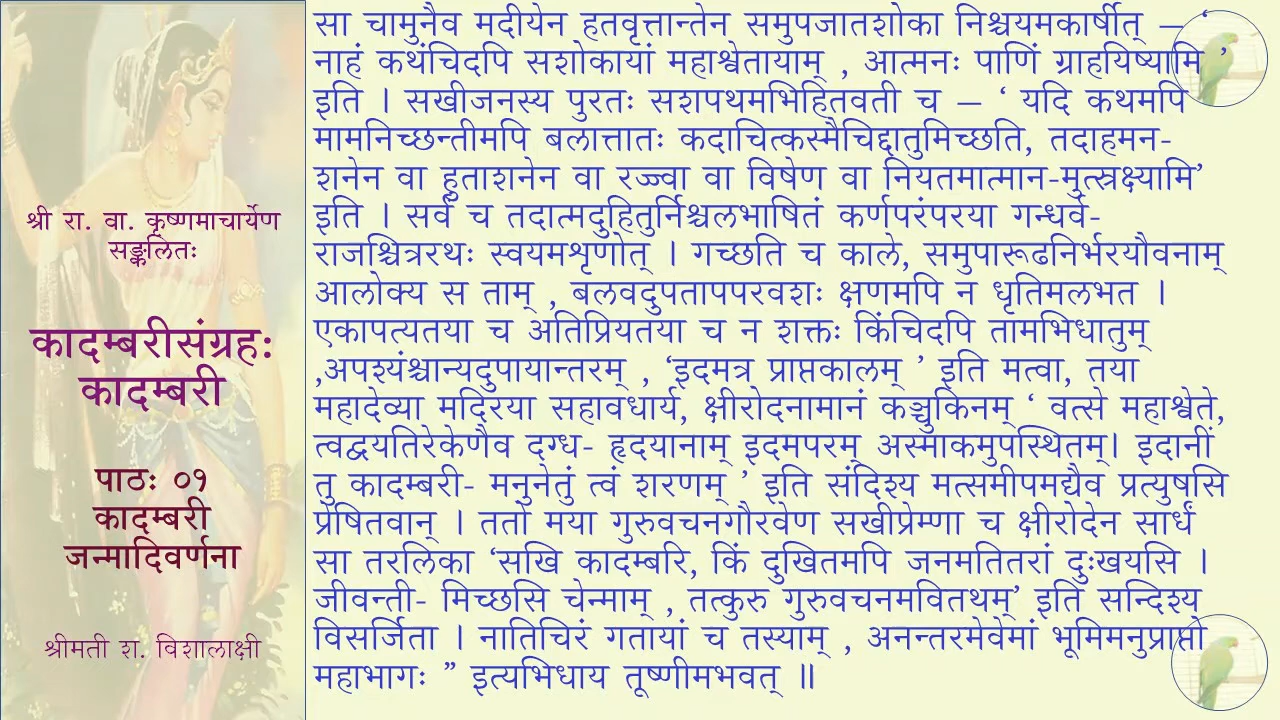 श्री रा. वा. कृष्णमाचार्येण
सङ्कलितः
कादम्बरीसंग्रहः
कादम्बरी
पाठः ०१
कादम्बरी
जन्मादिवर्णना
श्रीमती श. विशालाक्षी
सा चामुनैव मदीयेन हतवृत्तान्तेन समुपजातशोका निश्चयमकार्षीत् – ‘
नाहं कथंचिदपि सशोकायां महाश्वेतायाम् , आत्मनः पाणिं ग्राहयिष्यामि ’
इति । सखीजनस्य पुरतः सशपथमभिहितवती च – ‘ यदि कथमपि
मामनिच्छन्तीमपि बलात्तातः कदाचित्कस्मैचिद्दातुमिच्छति, तदाहमन-
शनेन वा हुताशनेन वा रज्ज्वा वा विषेण वा नियतमात्मान-मुत्स्रक्ष्यामि’
इति । सर्वं च तदात्मदुहितुर्निश्चलभाषितं कर्णपरंपरया गन्धर्व-
राजश्चित्ररथः स्वयमशृणोत् । गच्छति च काले, समुपारूढनिर्भरयौवनाम्
आलोक्य स ताम् , बलवदुपतापपरवशः क्षणमपि न धृतिमलभत ।
एकापत्यतया च अतिप्रियतया च न शक्तः किंचिदपि तामभिधातुम्
,अपश्यंश्चान्यदुपायान्तरम् , ‘इदमत्र प्राप्तकालम् ’ इति मत्वा, तया
महादेव्या मदिरया सहावधार्य, क्षीरोदनामानं कञ्चुकिनम् ‘ वत्से महाश्वेते,
त्वद्व्यतिरेकेणैव दग्ध- हृदयानाम् इदमपरम् अस्माकमुपस्थितम्। इदानीं
तु कादम्बरी- मनुनेतुं त्वं शरणम् ’ इति संदिश्य मत्समीपमद्यैव प्रत्युषसि
प्रेषितवान् । ततो मया गुरुवचनगौरवेण सखीप्रेम्णा च क्षीरोदेन सार्धं
सा तरलिका ‘सखि कादम्बरि, किं दुखितमपि जनमतितरां दुःखयसि ।
जीवन्ती- मिच्छसि चेन्माम् , तत्कुरु गुरुवचनमवितथम्’ इति सन्दिश्य
विसर्जिता । नातिचिरं गतायां च तस्याम् , अनन्तरमेवेमां भूमिमनुप्राप्तो
महाभागः ” इत्यभिधाय तूष्णीमभवत् ॥